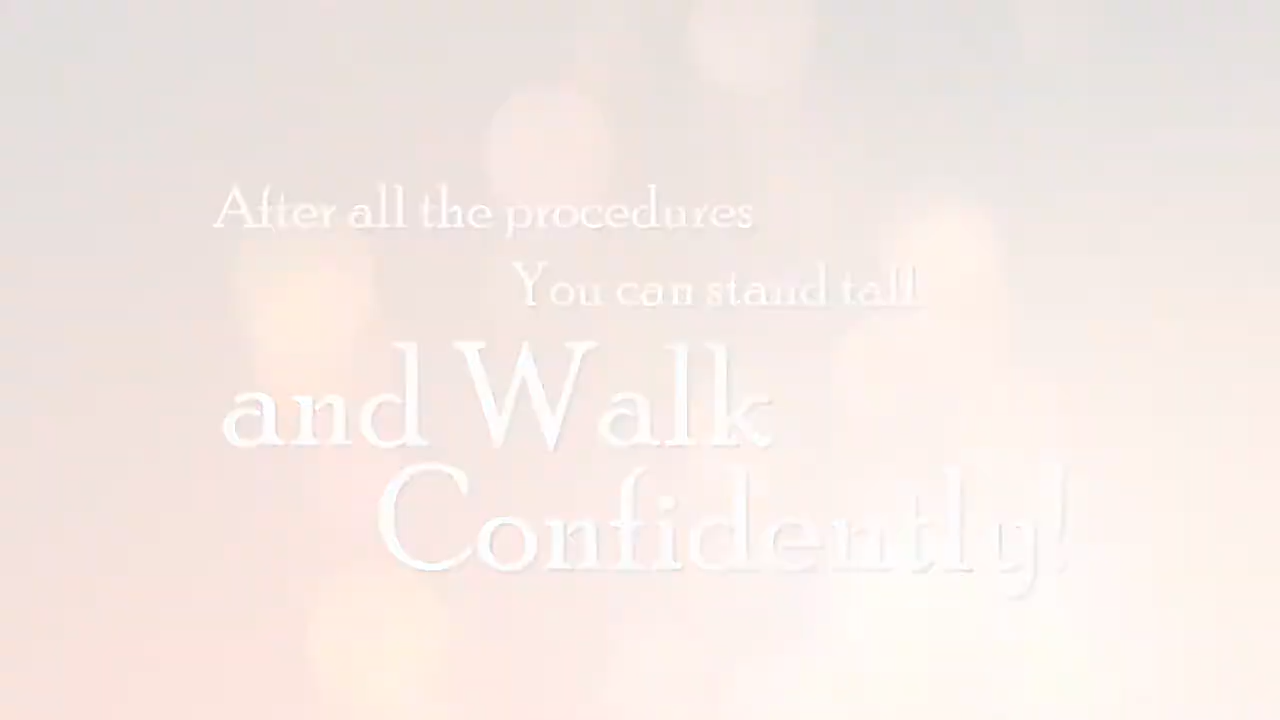 After all the procedures
You can stand tall
and Walk
Confidently!